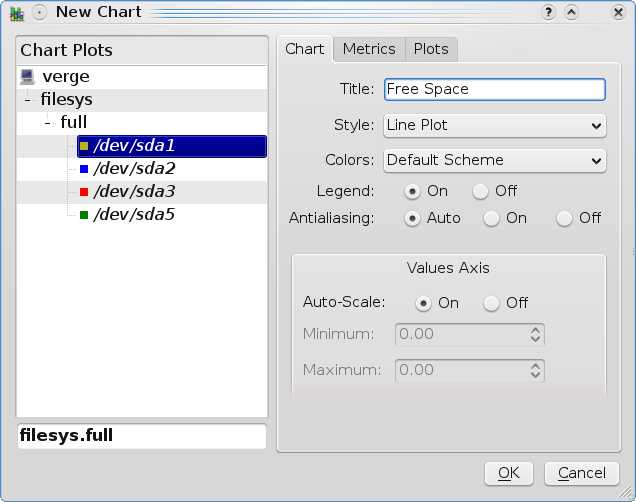 New Chart
Chart Plots
verge
filesys
full
/dev/sda1
/dev/sda2
/dev/sda3
/dev/sda5
filesys.full
Chart Metrics Plots
Title: Free Space
Style: Line Plot
Colors: Default Scheme
Legend: On Off
Antialiasing: Auto On Off
Values Axis
Auto-Scale: On Off
Minimum: 0.00
Maximum: 0.00
OK Cancel